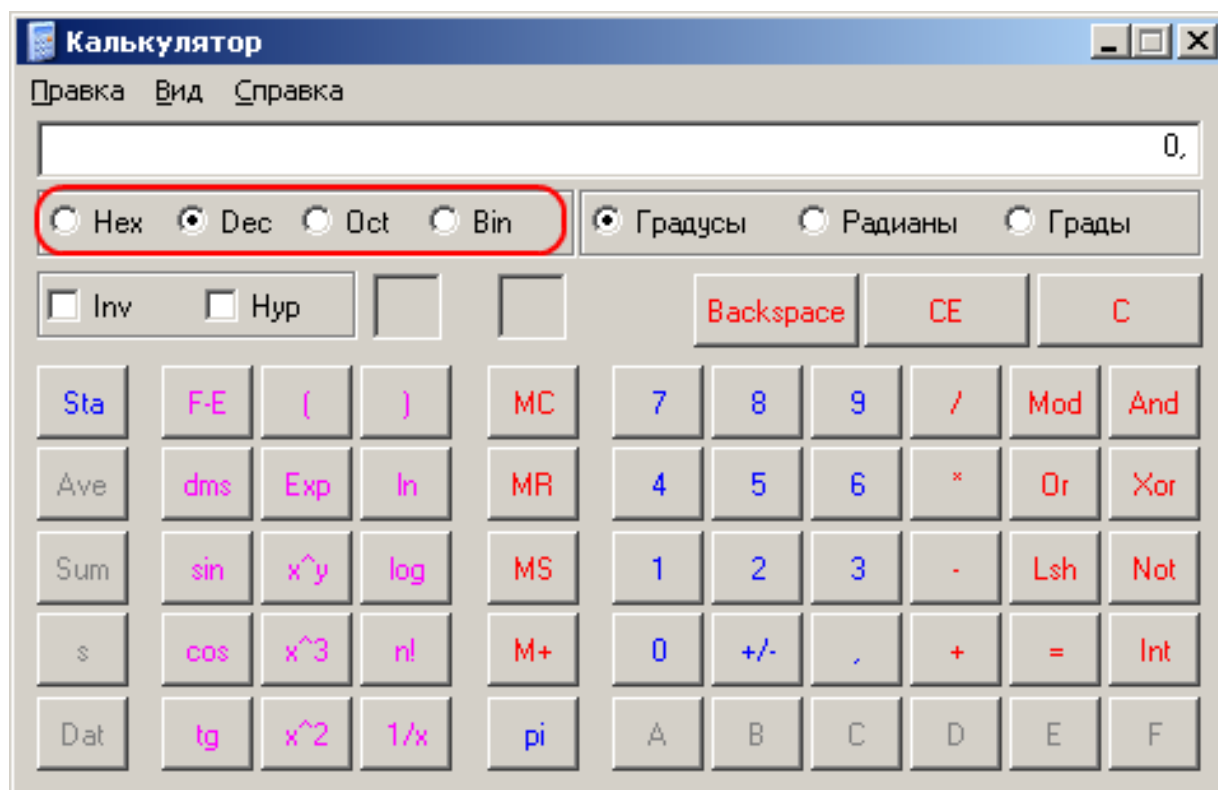 Калькулятор
Правка Вид Справка
0,
Hex Dec Oct Bin Градусы Радианы Грады
Inv Hyp Backspace CE C
Sta F-E ( ) MC 7 8 9 / Mod And
Ave dms Exp ln MR 4 5 6 * Or Xor
Sum sin x^y log MS 1 2 3 - Lsh Not
s cos x^3 n! M+ 0 +/- , + = Int
Dat tg x^2 1/x pi A B C D E F